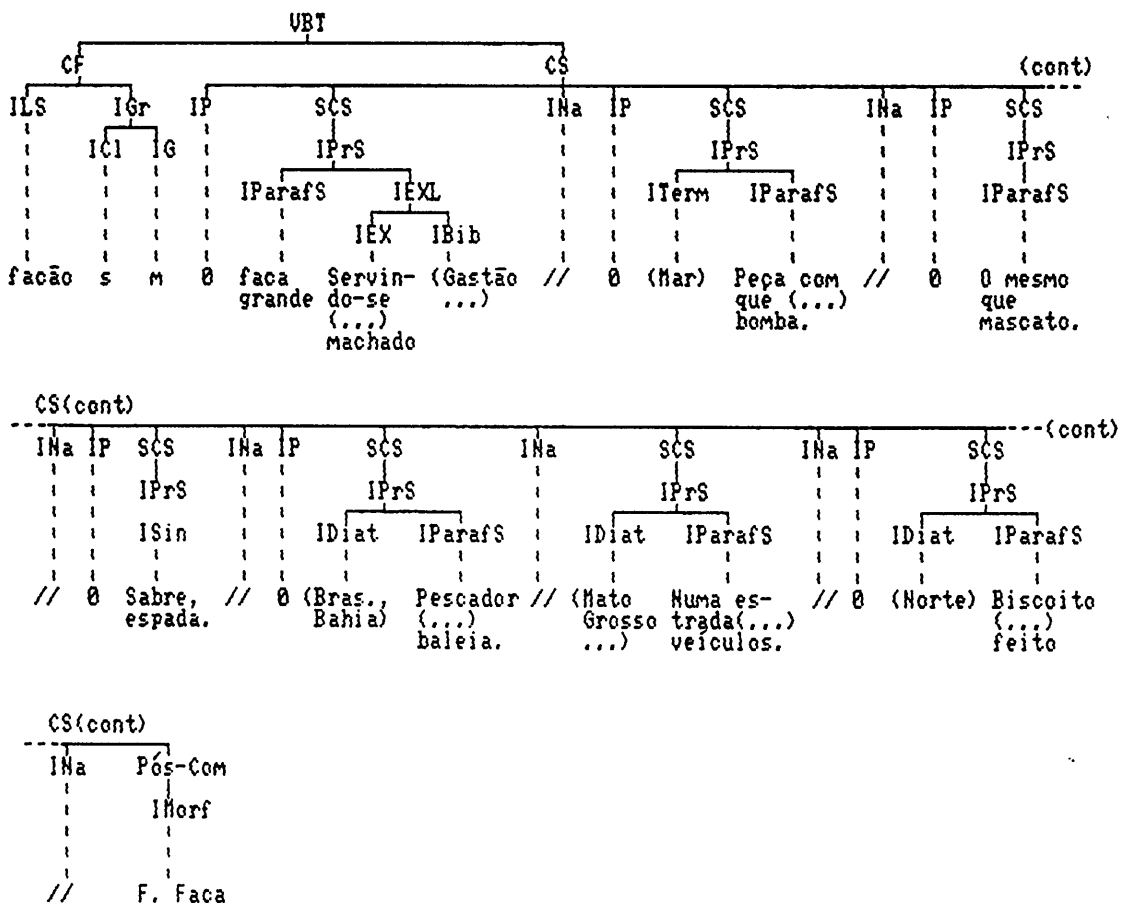 VBT
CF CS (cont)
ILS IGr IP SCS INa IP SCS INa IP SCS
ICl IG IPrS IPrS IPrS
IParafS IEXL ITerm IParafS IParafS
IEX IBib
facão s m 0 faca Servin- (Gastão // 0 (Mar) Peça com // 0 O mesmo
grande do-se ...) que (...) que
(...) bomba. mascato.
machado
CS(cont)
(cont)
INa IP SCS INa IP SCS INa SCS INa IP SCS
IPrS IPrS IPrS IPrS
ISin IDiat IParafS IDiat IParafS IDiat IParafS
// 0 Sabre, // 0 (Bras., Pescador // (Mato Numa es- // 0 (Norte) Biscoito
espada. Bahia) (...) Grosso trada(...) (...)
baleia. ...) veículos. feito
CS(cont)
INa Pós-Com
IMorf
// F. Faca